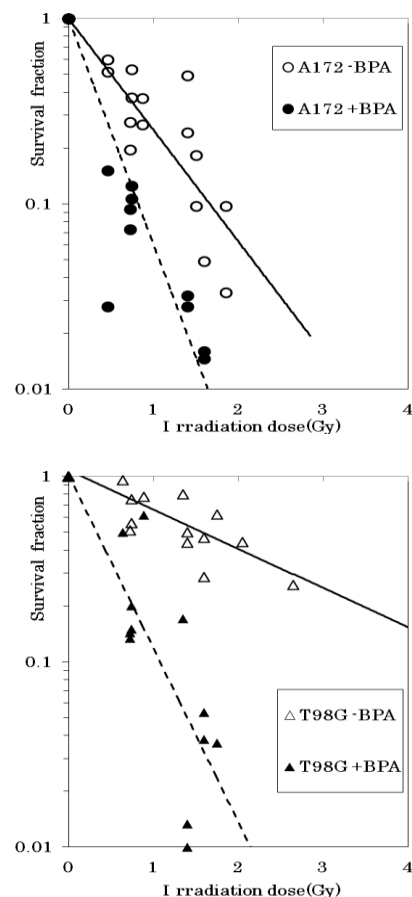 Survival fraction
1
0.1
0.01
A172 -BPA
A172 +BPA
0 1 2 3 4
I rradiation dose(Gy)
Survival fraction
1
0.1
0.01
T98G -BPA
T98G +BPA
0 1 2 3 4
I rradiation dose(Gy)